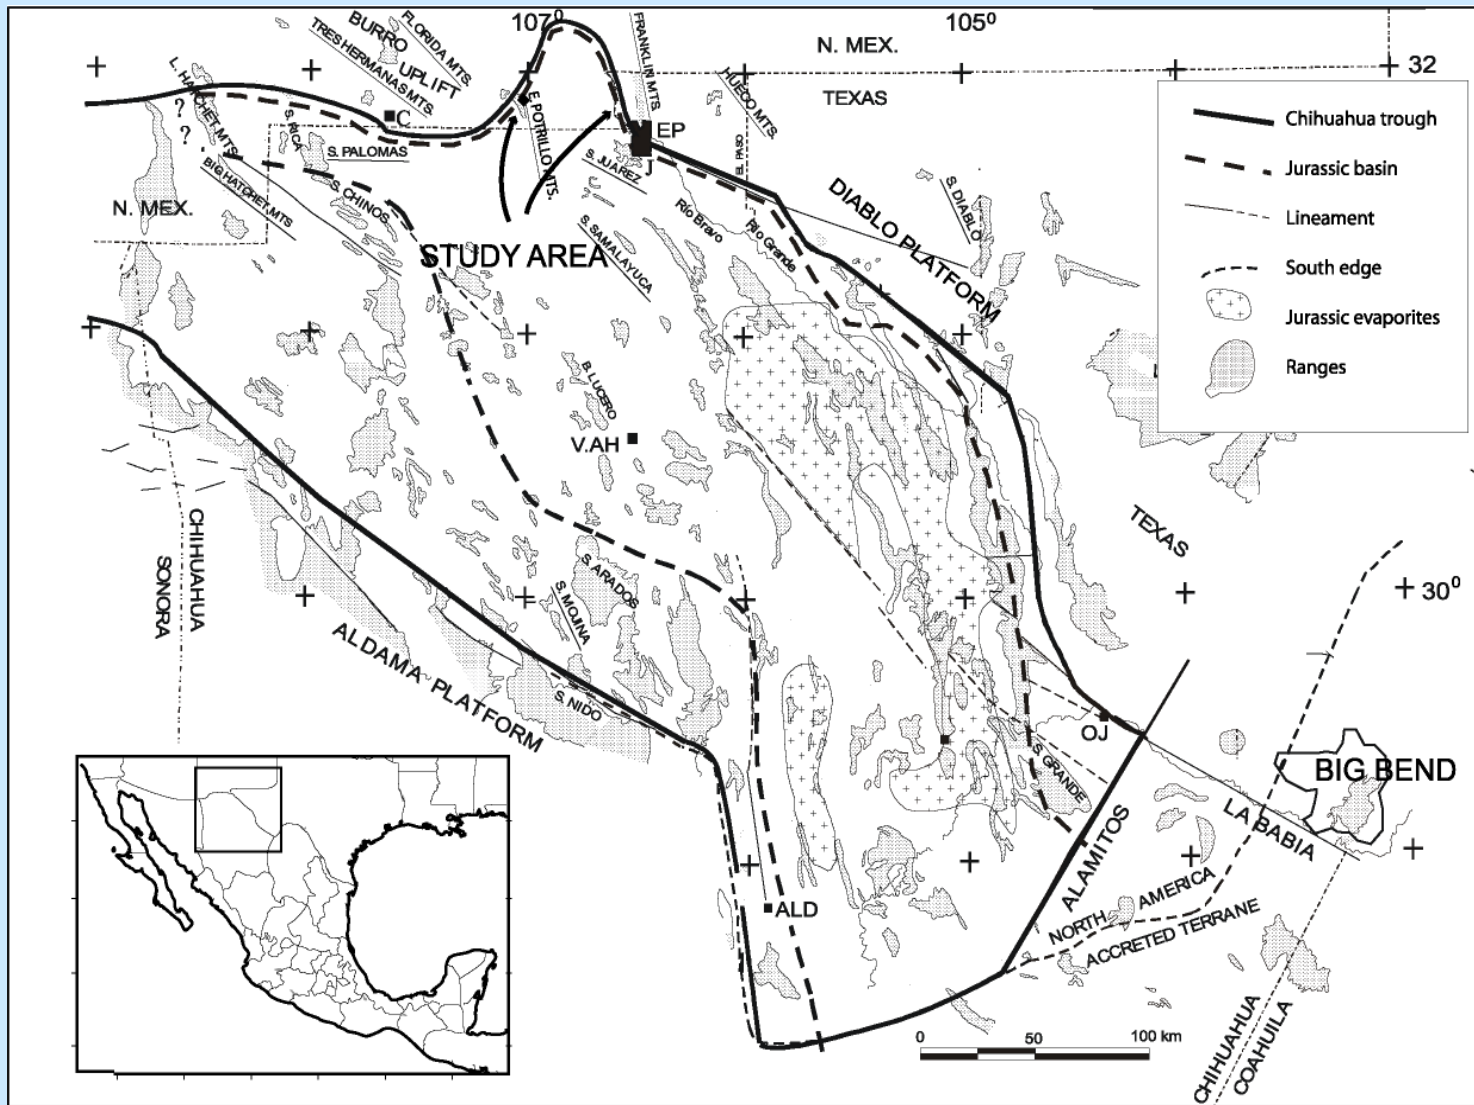 107⁰
105⁰
BURRO
UPLIFT
FLORIDA MTS.
TRES HERMANAS MTS.
FRANKLIN MTS.
N. MEX.
32
L. HATCHET MTS.
HUECO MTS.
TEXAS
?
?
C
E. POTRILLO MTS.
EP
J
S. RICA
S. PALOMAS
S. JUAREZ
EL PASO
BIG HATCHET MTS
S. CHINOS
N. MEX.
STUDY AREA
S. SAMALAYUCA
Río Bravo
Río Grande
DIABLO PLATFORM
S. DIABLO
Chihuahua trough
Jurassic basin
Lineament
South edge
Jurassic evaporites
Ranges
B. LUCERO
V.AH
TEXAS
CHIHUAHUA
SONORA
S. ARADOS
S. MOJINA
30⁰
ALDAMA PLATFORM
S. NIDO
OJ
S. GRANDE
BIG BEND
LA BABIA
ALAMITOS
ALD
NORTH AMERICA
ACCRETED TERRANE
CHIHUAHUA
COAHUILA
0 50 100 km